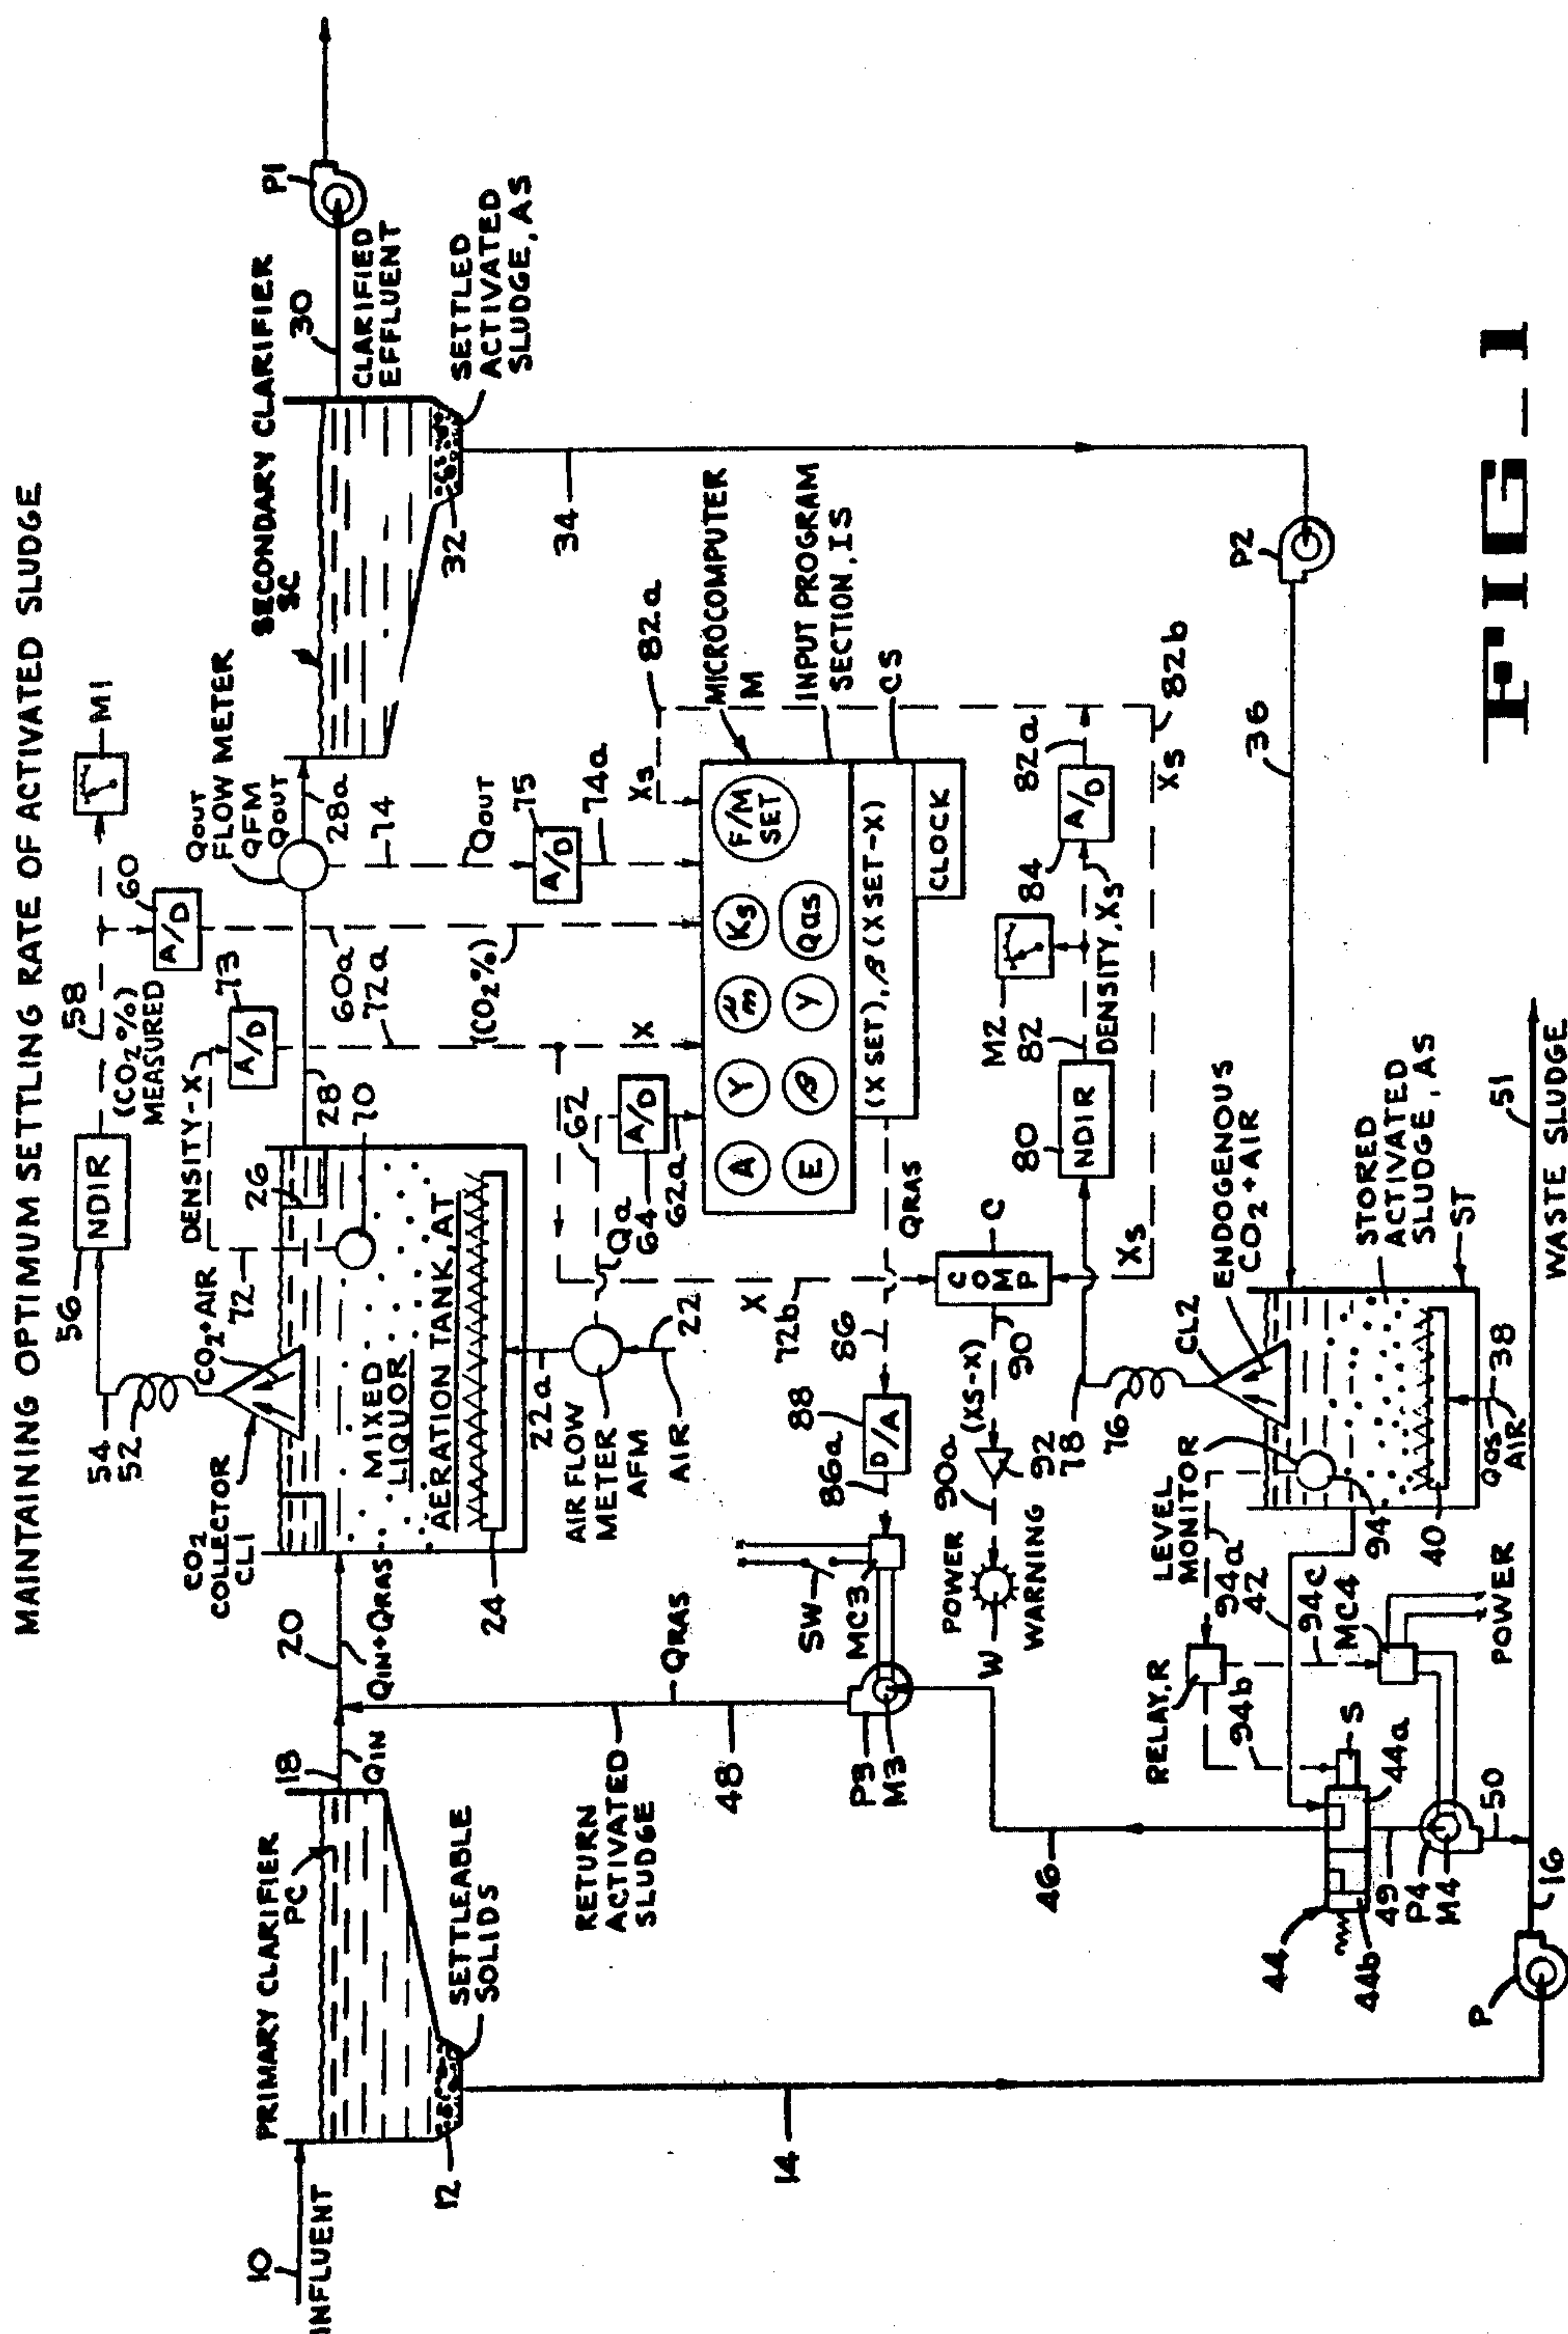 MAINTAINING OPTIMUM SETTLING RATE OF ACTIVATED SLUDGE
54
52
56
NDIR
58
(CO2%)
MEASURED
M1
60
A/D
60a
(CO2%)
CO2
COLLECTOR
CL1
CO2+AIR
72
DENSITY-X
73
A/D
72a
X
QOUT
FLOW METER
QFM
QOUT
28a
74
QOUT
75
A/D
74a
10
INFLUENT
PRIMARY CLARIFIER
PC
12
SETTLEABLE
SOLIDS
14
18
QIN
20
QIN+QRAS
MIXED
LIQUOR
AERATION TANK, AT
24
26
28
70
22a
AIR FLOW
METER
AFM
AIR
22
Qa
62
64
A/D
62a
SECONDARY CLARIFIER
SC
30
CLARIFIED
EFFLUENT
P1
32
SETTLED
ACTIVATED
SLUDGE, AS
34
MICROCOMPUTER
M
INPUT PROGRAM
SECTION, IS
CS
A
Y
μm
Ks
F/M
SET
E
β
Y
Qas
(X SET), β (X SET-X)
CLOCK
Xs
82a
RETURN
ACTIVATED
SLUDGE
QRAS
48
P3
M3
SW
MC3
86a
D/A
88
86
QRAS
X
72b
COMP
C
Xs
90
(XS-X)
92
90a
POWER
W
WARNING
46
78
76
80
NDIR
82
M2
DENSITY, Xs
84
A/D
82a
Xs
82b
P2
36
RELAY, R
94b
94a
94c
LEVEL
MONITOR
42
MC4
POWER
S
44
44a
44b
49
P4
M4
50
CL2
ENDOGENOUS
CO2+AIR
STORED
ACTIVATED
SLUDGE, AS
ST
94
40
Qas
AIR
38
P
16
51
WASTE SLUDGE
FIG_1